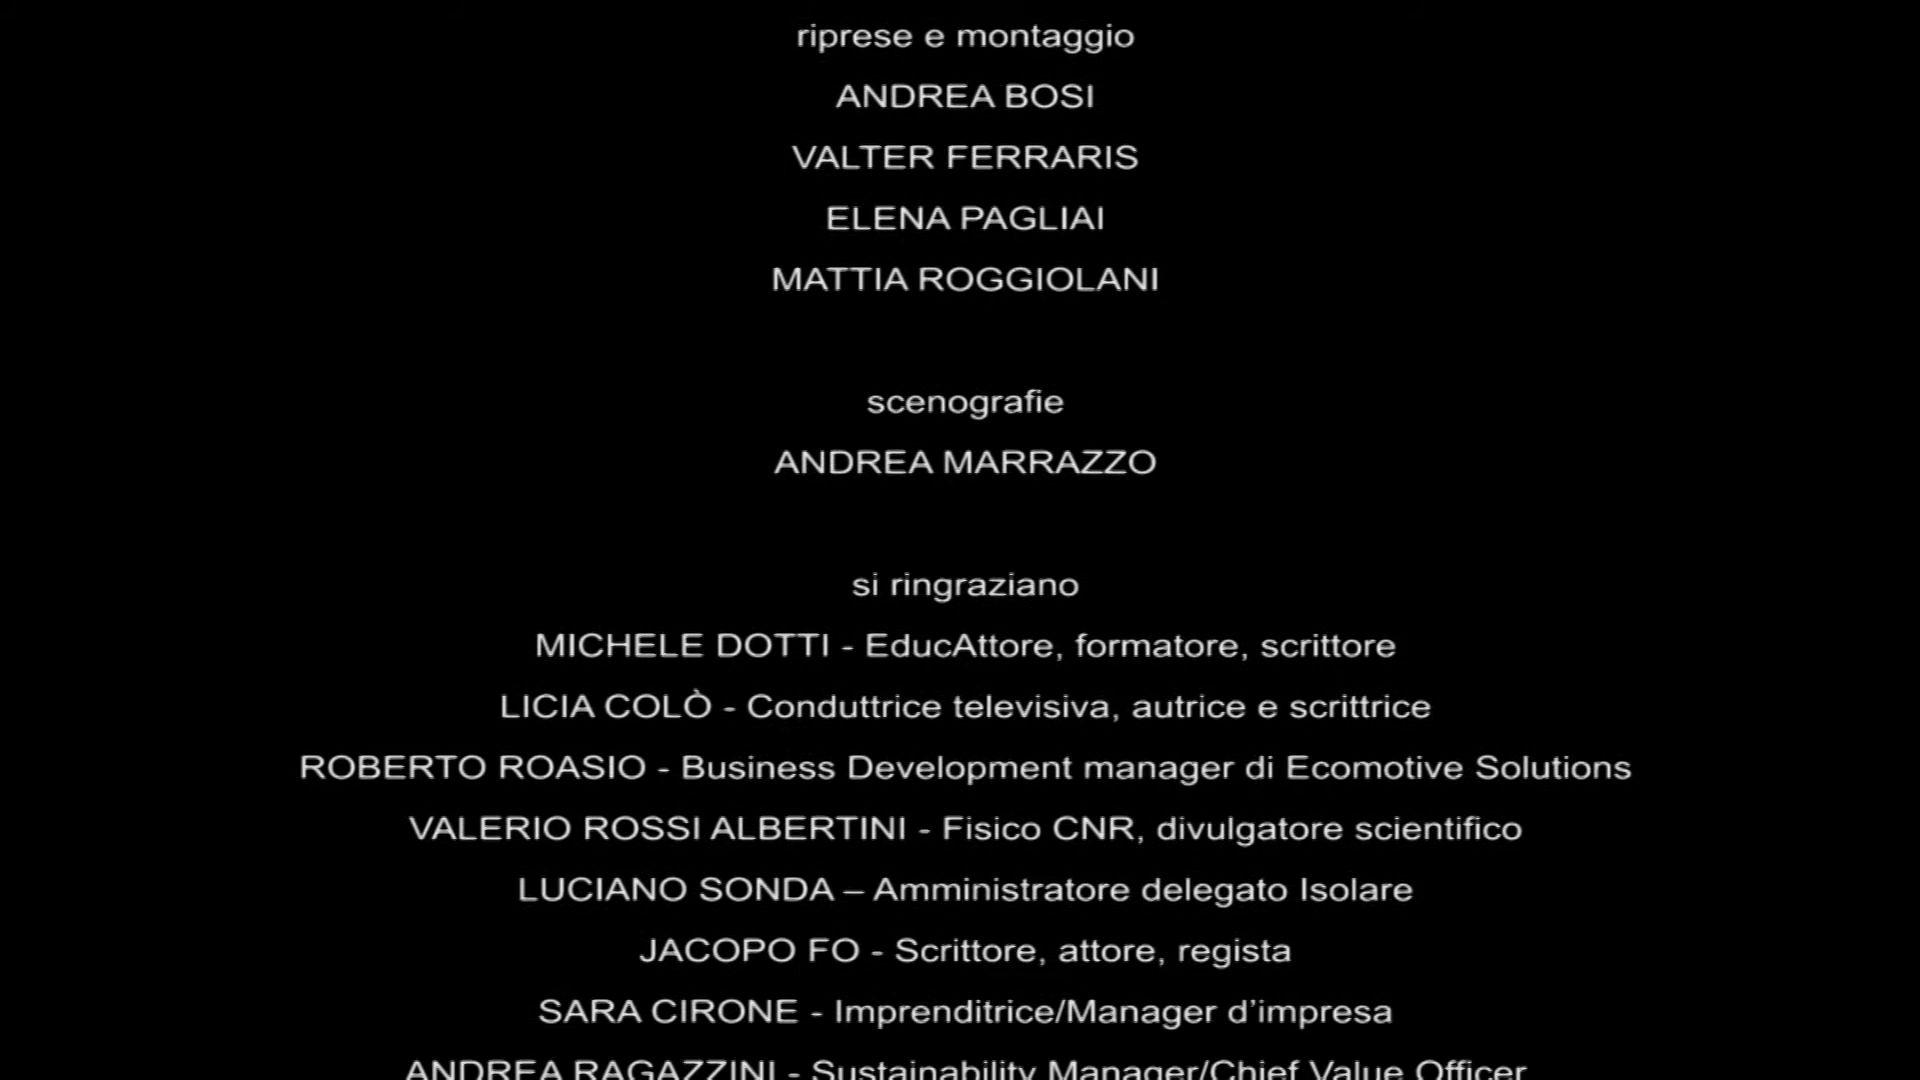 riprese e montaggio
ANDREA BOSI
VALTER FERRARIS
ELENA PAGLIAI
MATTIA ROGGIOLANI
scenografie
ANDREA MARRAZZO
si ringraziano
MICHELE DOTTI - EducAttore, formatore, scrittore
LICIA COLÒ - Conduttrice televisiva, autrice e scrittrice
ROBERTO ROASIO - Business Development manager di Ecomotive Solutions
VALERIO ROSSI ALBERTINI - Fisico CNR, divulgatore scientifico
LUCIANO SONDA – Amministratore delegato Isolare
JACOPO FO - Scrittore, attore, regista
SARA CIRONE - Imprenditrice/Manager d’impresa
ANDREA RAGAZZINI - Sustainability Manager/Chief Value Officer